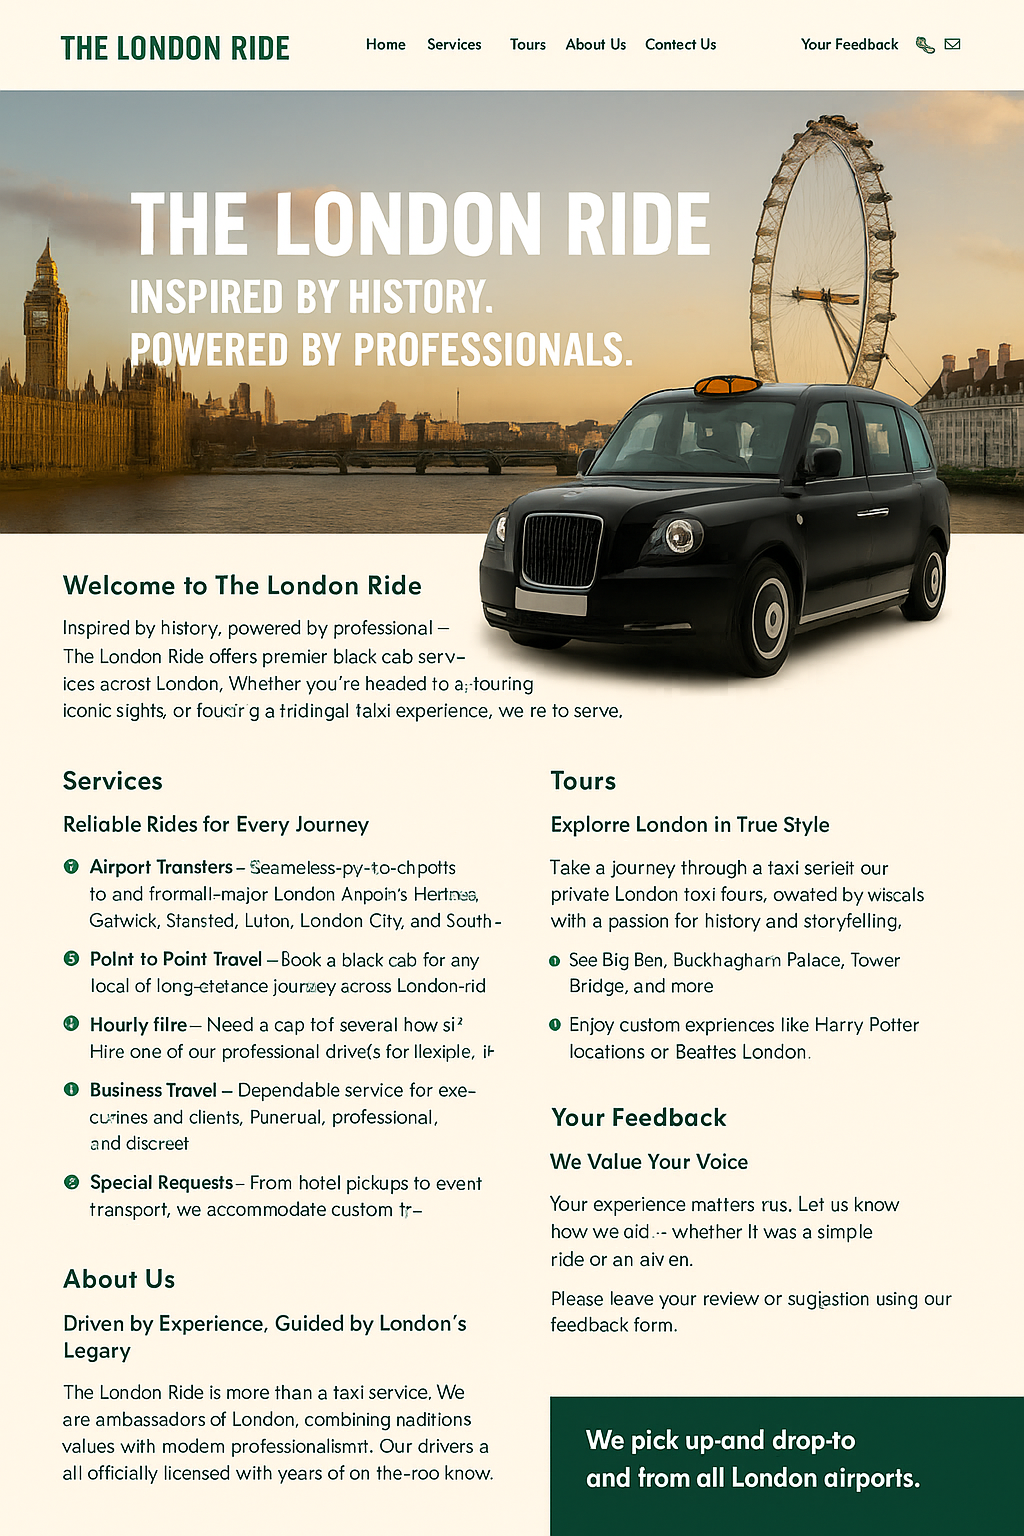 THE LONDON RIDE
Home Services Tours About Us Contect Us Your Feedback
THE LONDON RIDE
INSPIRED BY HISTORY.
POWERED BY PROFESSIONALS.
Welcome to The London Ride
Inspired by history, powered by professional –
The London Ride offers premier black cab serv–
ices acrost London, Whether you're headed to a touring
iconic sights, or a tridingal talxi experience, we re to serve.
Services
Reliable Rides for Every Journey
Airport Transters – Seameless-py-to-chpotts
to and frormall-major London Anpoin's
Gatwick, Stansted, Luton, London City, and South-
Polnt to Point Travel – Book a black cab for any
local of journey across London-rid
Hourly filre – Need a cap tof several how si²
Hire one of our professional drive(s for llexiple,
Business Travel – Dependable service for exe–
and clients, Punerual, professional,
and discreet
Special Requests – From hotel pickups to event
transport, we accommodate custom tr–
About Us
Driven by Experience, Guided by London's
Legary
The London Ride is more than a taxi service. We
are ambassadors of London, combining naditions
values with modem professionalismrt. Our drivers a
all officially licensed with years of on the-roo know.
Tours
Explorre London in True Style
Take a journey through a taxi serieit our
private London toxi fours, owated by wiscals
with a passion for history and storyfelling,
See Big Ben, Buckhagham Palace, Tower
Bridge, and more
Enjoy custom expriences like Harry Potter
locations or Beattes London.
Your Feedback
We Value Your Voice
Your experience matters rus. Let us know
how we aid -- whether It was a simple
ride or an aiv en.
Please leave your review or using our
feedback form.
We pick up-and drop-to
and from all London airports.